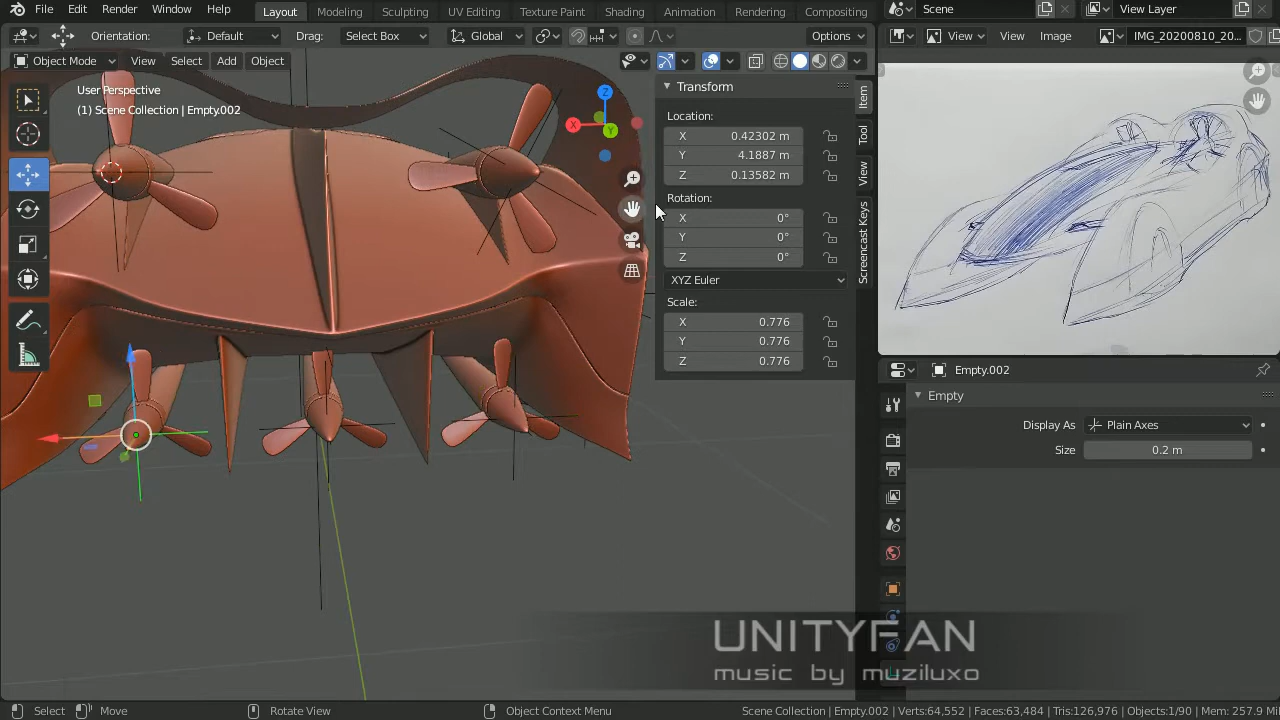 File Edit Render Window Help Layout Modeling Sculpting UV Editing Texture Paint Shading Animation Rendering Compositing Scene View Layer
Orientation: Default Drag: Select Box Global Options View View Image IMG_20200810_20...
Object Mode View Select Add Object
User Perspective
(1) Scene Collection | Empty.002
Z
X
Y
Transform
Location:
X 0.42302 m
Y 4.1887 m
Z 0.13582 m
Rotation:
X 0°
Y 0°
Z 0°
XYZ Euler
Scale:
X 0.776
Y 0.776
Z 0.776
Item
Tool
View
Screencast Keys
Empty.002
Empty
Display As Plain Axes
Size 0.2 m
UNITYFAN
music by muziluxo
Select Move Rotate View Object Context Menu Scene Collection | Empty.002 | Verts:64,552 | Faces:63,484 | Tris:126,976 | Objects:1/90 | Mem: 257.9 Mi